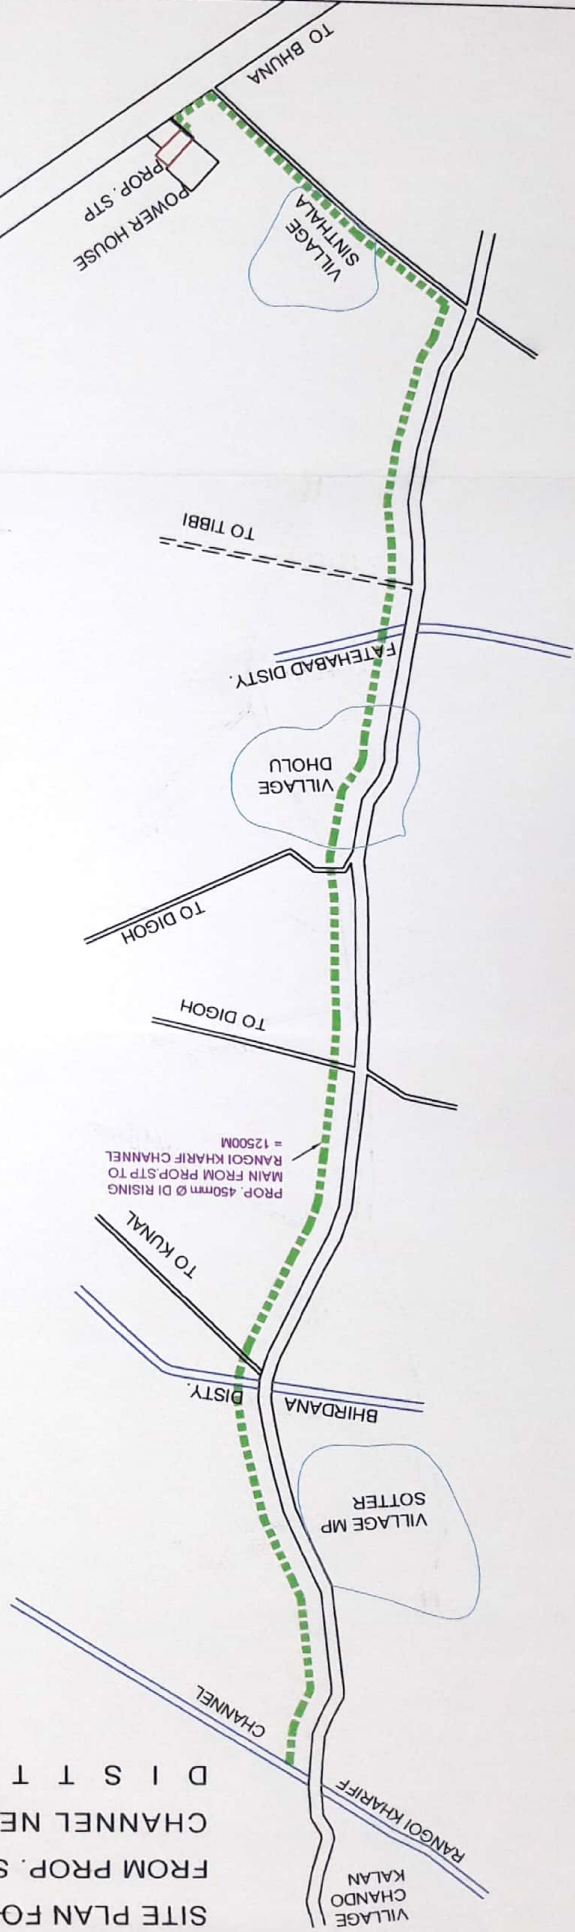 VILLAGE
CHANDO
KALAN
SITE PLAN FO
FROM PROP. S
CHANNEL NE
D I S T T
RANGOI KHARIFF
CHANNEL
VILLAGE MP
SOTTER
BHIRDANA
DISTY.
TO KUNAL
PROP. 450mm Ø DI RISING
MAIN FROM PROP.STP TO
RANGOI KHARIF CHANNEL
= 12500M
TO DIGOH
TO DIGOH
VILLAGE
DHOLU
FATEHABAD DISTY.
TO TIBBI
VILLAGE
SINTHALA
POWER HOUSE
PROP. STP
TO BHUNA